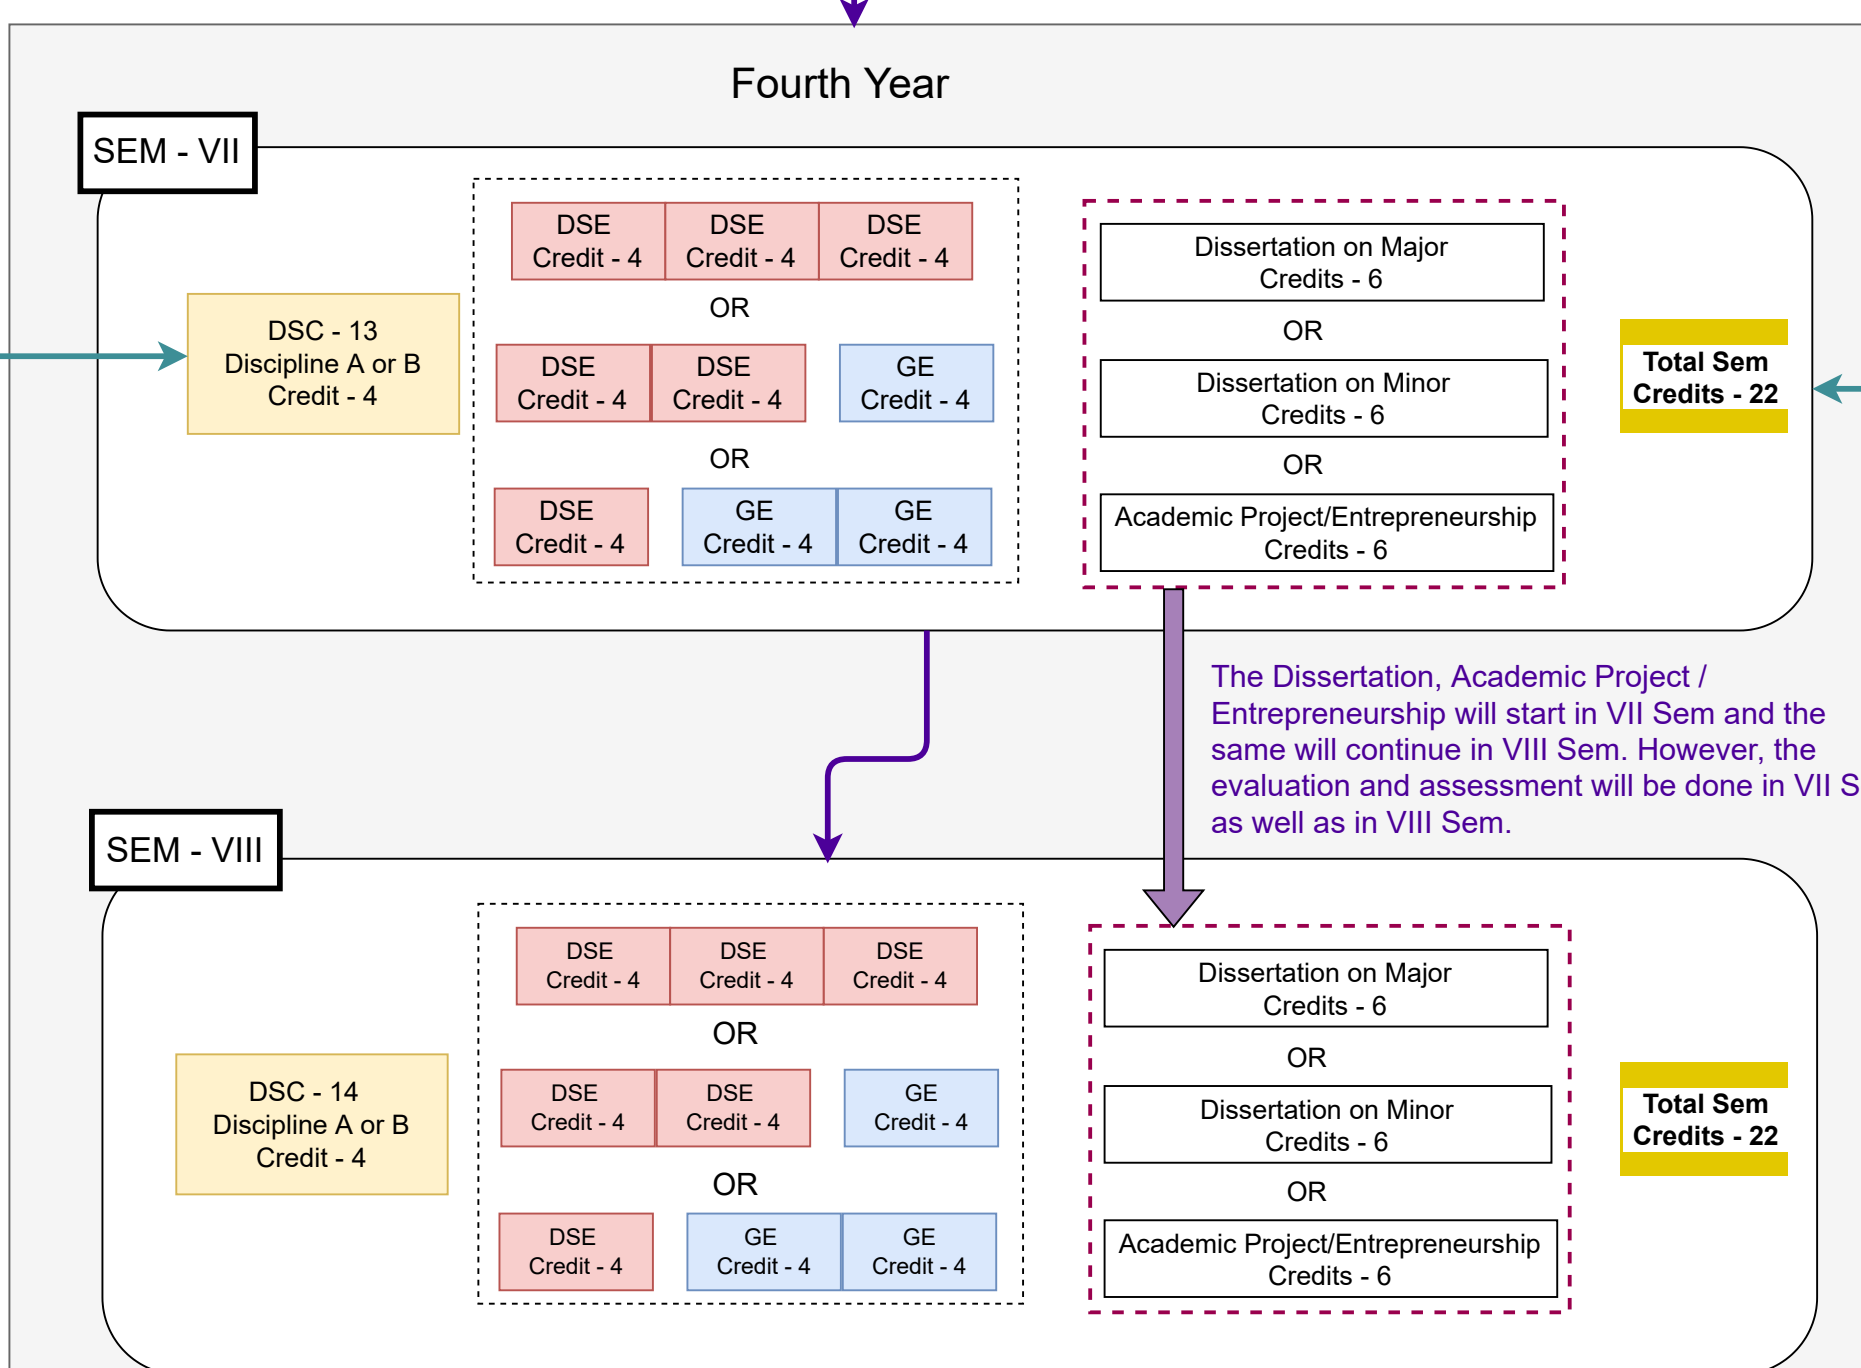 Fourth Year
SEM - VII
DSC - 13
Discipline A or B
Credit - 4
DSE
Credit - 4
DSE
Credit - 4
DSE
Credit - 4
OR
DSE
Credit - 4
DSE
Credit - 4
GE
Credit - 4
OR
DSE
Credit - 4
GE
Credit - 4
GE
Credit - 4
Dissertation on Major
Credits - 6
OR
Dissertation on Minor
Credits - 6
OR
Academic Project/Entrepreneurship
Credits - 6
Total Sem
Credits - 22
The Dissertation, Academic Project /
Entrepreneurship will start in VII Sem and the
same will continue in VIII Sem. However, the
evaluation and assessment will be done in VII S
as well as in VIII Sem.
SEM - VIII
DSC - 14
Discipline A or B
Credit - 4
DSE
Credit - 4
DSE
Credit - 4
DSE
Credit - 4
OR
DSE
Credit - 4
DSE
Credit - 4
GE
Credit - 4
OR
DSE
Credit - 4
GE
Credit - 4
GE
Credit - 4
Dissertation on Major
Credits - 6
OR
Dissertation on Minor
Credits - 6
OR
Academic Project/Entrepreneurship
Credits - 6
Total Sem
Credits - 22